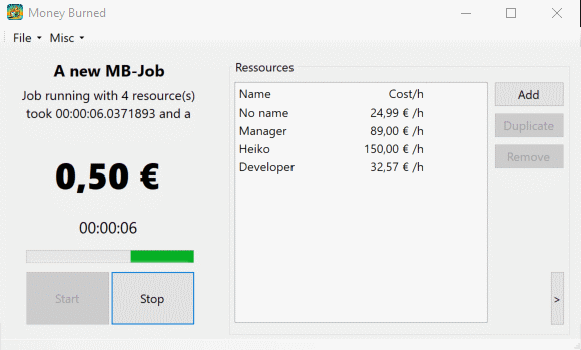 Money Burned
File Misc
A new MB-Job
Job running with 4 resource(s)
took 00:00:06.0371893 and a
0,50 €
00:00:06
Start Stop
Ressources
Name Cost/h
No name 24,99 € /h
Manager 89,00 € /h
Heiko 150,00 € /h
Developer 32,57 € /h
Add
Duplicate
Remove
>